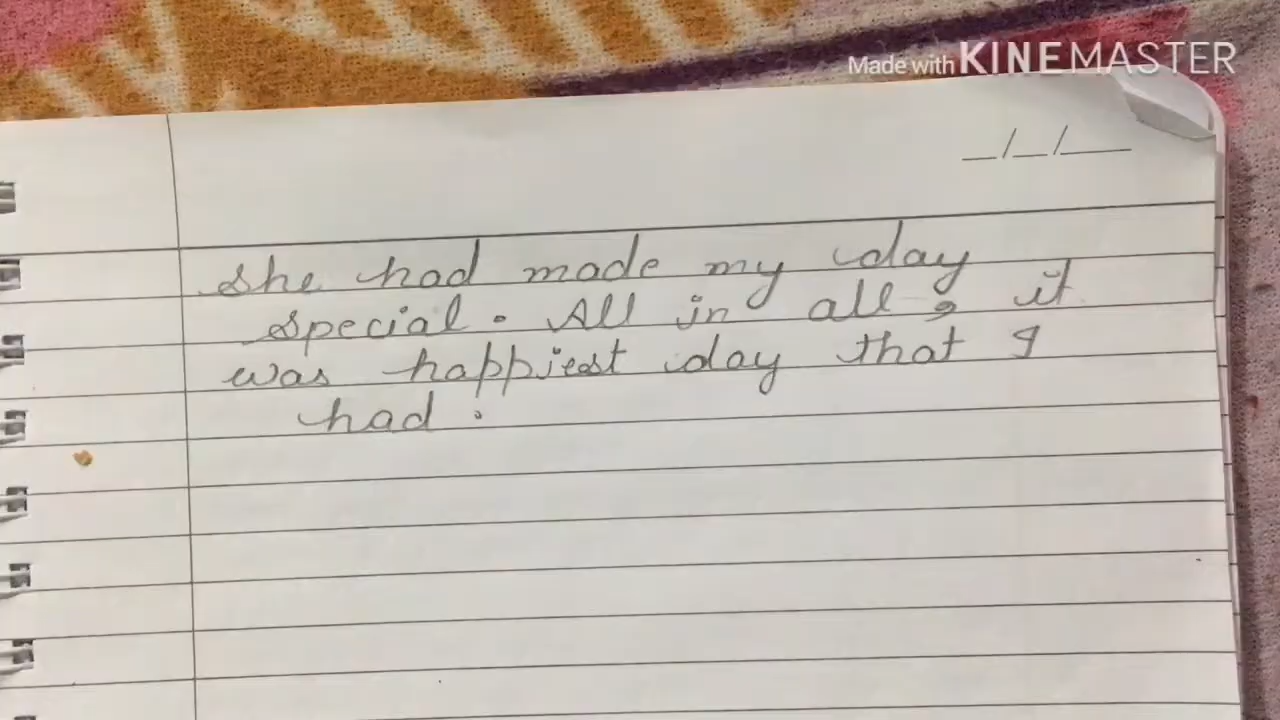 Made with KINEMASTER
_/_/_
She had made my day
special. All in all, it
was happiest day that I
had.